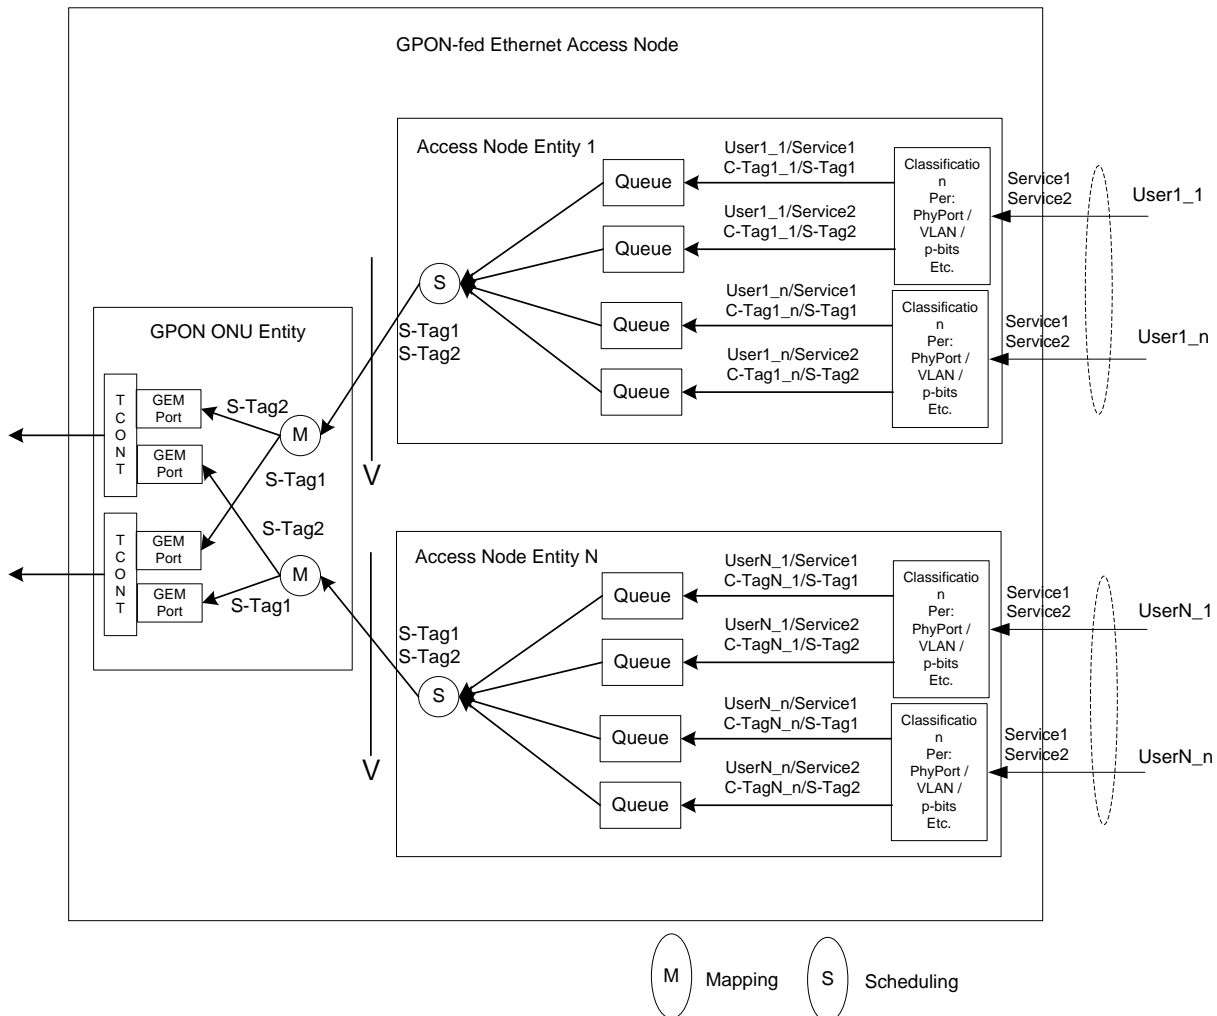 GPON-fed Ethernet Access Node
Access Node Entity 1
User1_1/Service1
C-Tag1_1/S-Tag1
Queue
User1_1/Service2
C-Tag1_1/S-Tag2
Queue
User1_n/Service1
C-Tag1_n/S-Tag1
Queue
User1_n/Service2
C-Tag1_n/S-Tag2
Queue
Classificatio
n
Per:
PhyPort /
VLAN /
p-bits
Etc.
Classificatio
n
Per:
PhyPort /
VLAN /
p-bits
Etc.
Service1
Service2
User1_1
Service1
Service2
User1_n
S
S-Tag1
S-Tag2
V
GPON ONU Entity
T
C
O
N
T
GEM
Port
GEM
Port
S-Tag2
M
S-Tag1
T
C
O
N
T
GEM
Port
GEM
Port
S-Tag2
M
S-Tag1
Access Node Entity N
UserN_1/Service1
C-TagN_1/S-Tag1
Queue
UserN_1/Service2
C-TagN_1/S-Tag2
Queue
UserN_n/Service1
C-TagN_n/S-Tag1
Queue
UserN_n/Service2
C-TagN_n/S-Tag2
Queue
Classificatio
n
Per:
PhyPort /
VLAN /
p-bits
Etc.
Classificatio
n
Per:
PhyPort /
VLAN /
p-bits
Etc.
Service1
Service2
UserN_1
Service1
Service2
UserN_n
S-Tag1
S-Tag2
S
V
M
Mapping
S
Scheduling